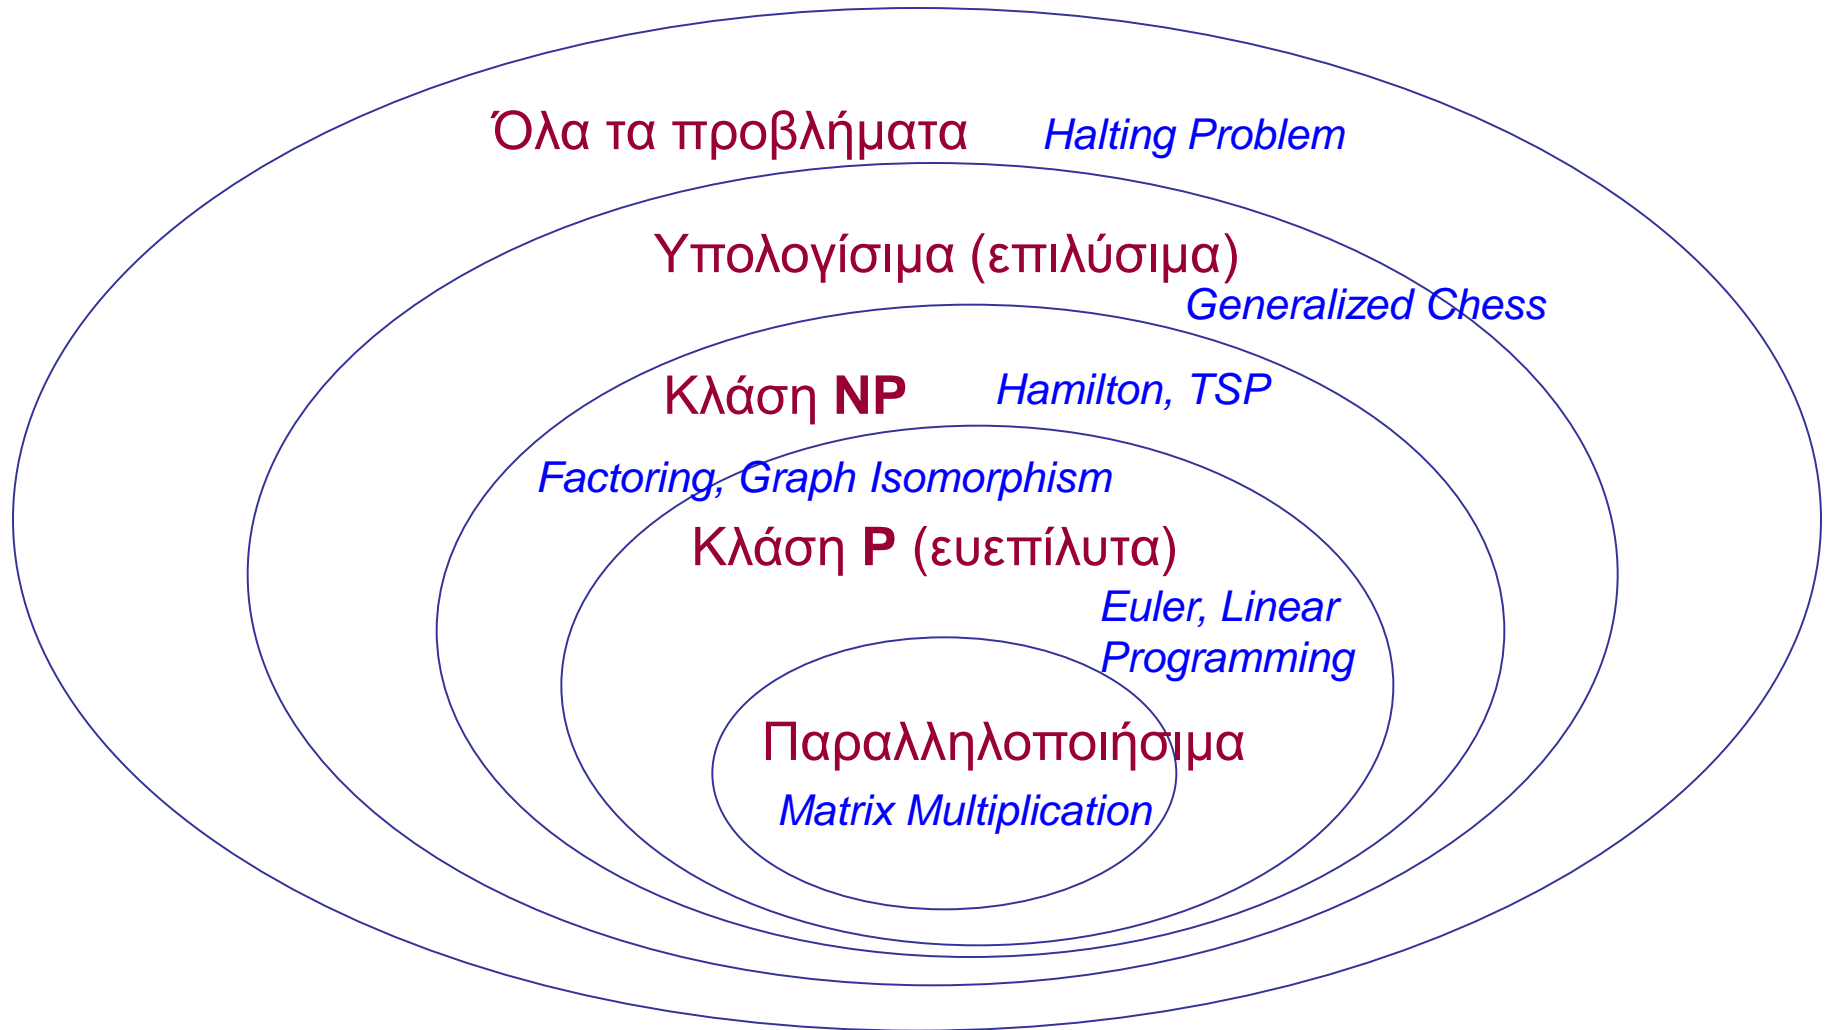 Όλα τα προβλήματα Halting Problem
Υπολογίσιμα (επιλύσιμα)
Generalized Chess
Κλάση NP Hamilton, TSP
Factoring, Graph Isomorphism
Κλάση P (ευεπίλυτα)
Euler, Linear
Programming
Παραλληλοποιήσιμα
Matrix Multiplication